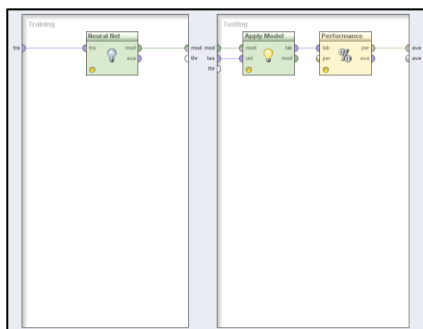 Training
Testing
Neural Net
Apply Model
Performance
tra
tra
mod
exa
mod
thr
mod
tes
thr
mod
unl
lab
mod
lab
per
per
exa
ave
ave